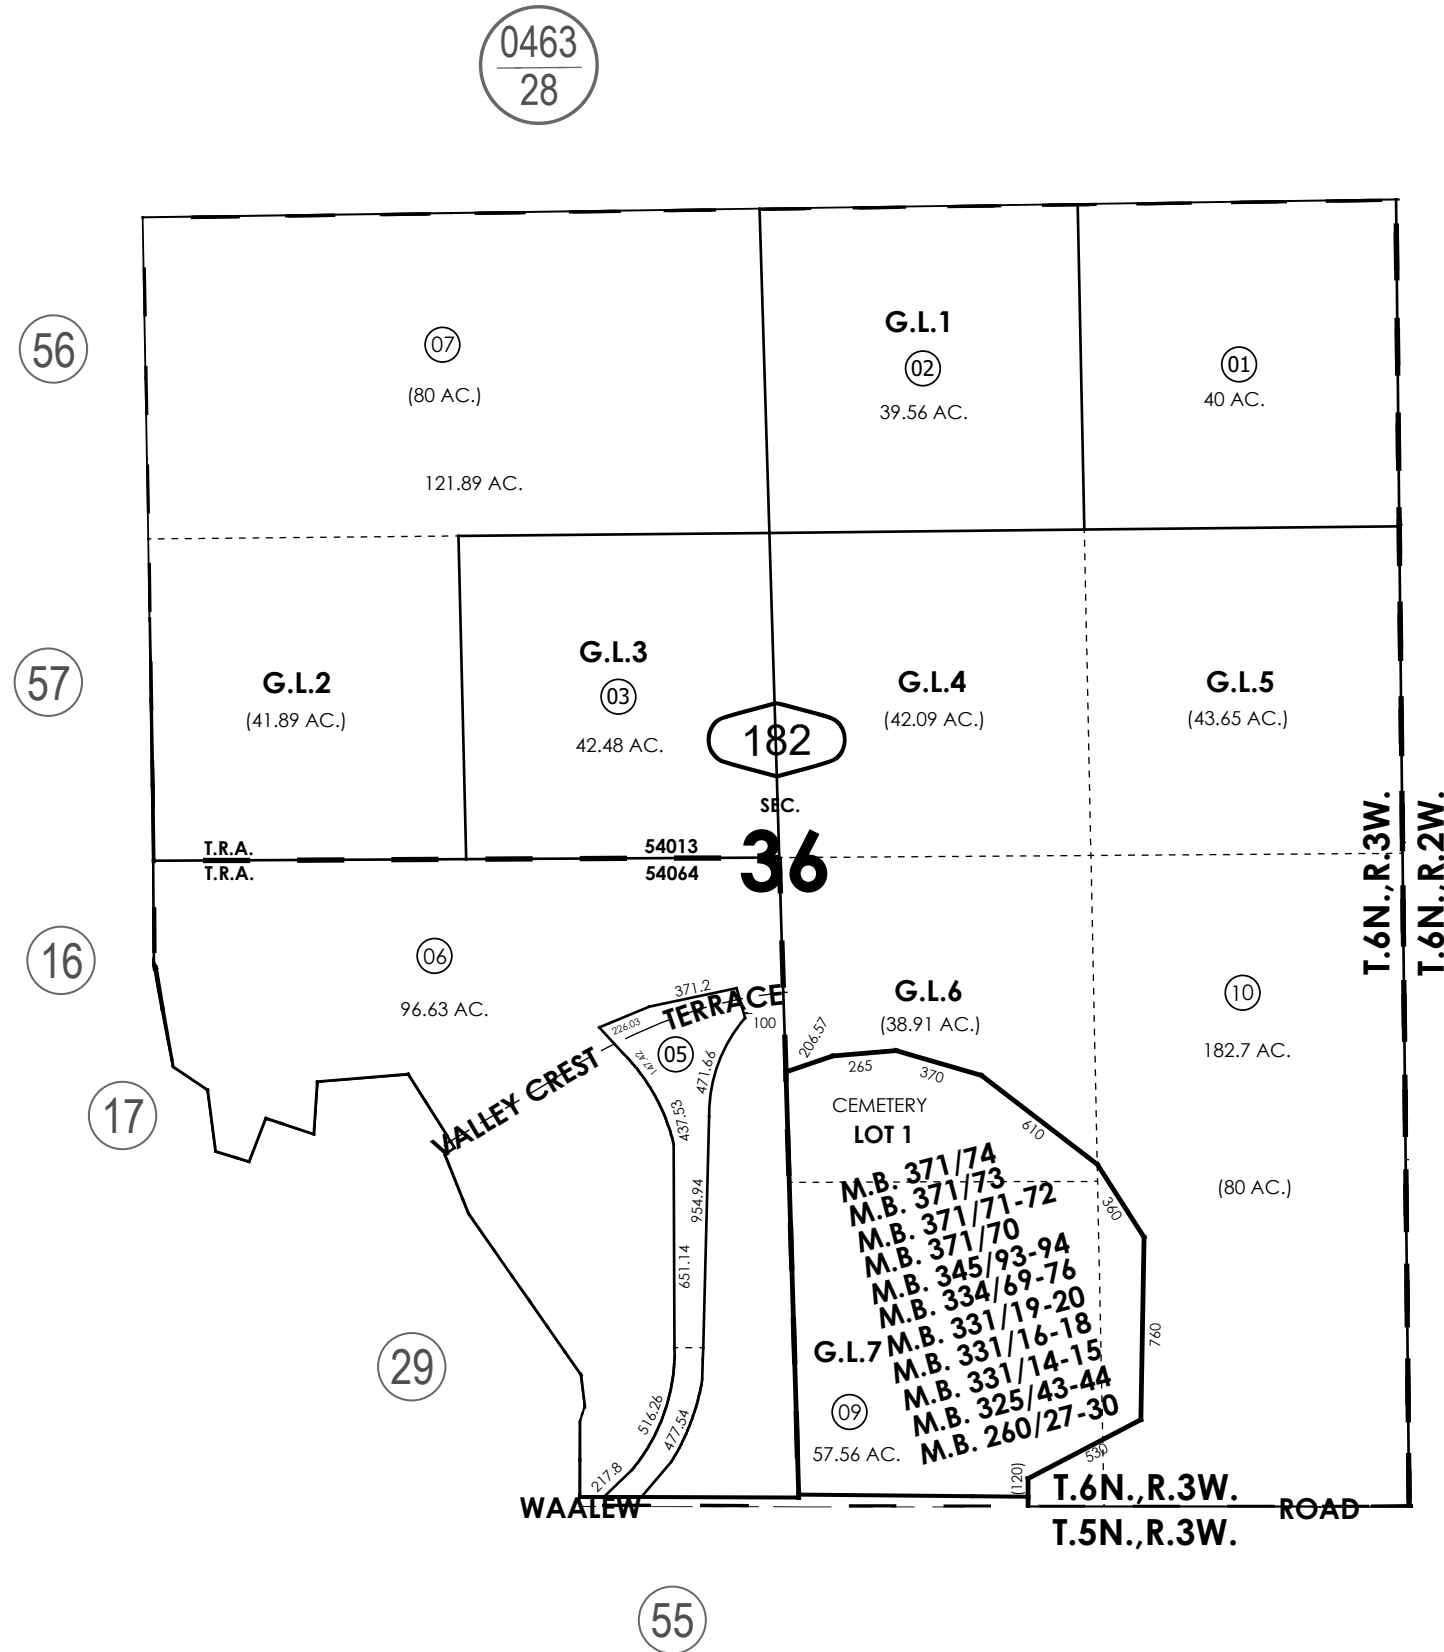 0463
28
56
07
(80 AC.)
121.89 AC.
G.L.1
02
39.56 AC.
01
40 AC.
57
G.L.2
(41.89 AC.)
G.L.3
03
42.48 AC.
182
G.L.4
(42.09 AC.)
G.L.5
(43.65 AC.)
SEC.
36
T.R.A.
54013
T.R.A.
54064
T.6N.,R.3W.
T.6N.,R.2W.
16
06
96.63 AC.
371.2
226.03
VALLEY CREST TERRACE
100
05
147.42
471.66
437.53
954.94
651.14
516.26
477.54
217.8
G.L.6
(38.91 AC.)
10
182.7 AC.
(80 AC.)
206.57
265
370
610
360
760
530
(120)
17
CEMETERY
LOT 1
M.B. 371/74
M.B. 371/73
M.B. 371/71-72
M.B. 371/70
M.B. 345/93-94
M.B. 334/69-76
M.B. 331/19-20
M.B. 331/16-18
M.B. 331/14-15
M.B. 325/43-44
M.B. 260/27-30
G.L.7
09
57.56 AC.
29
WAALEW ROAD
T.6N.,R.3W.
T.5N.,R.3W.
55